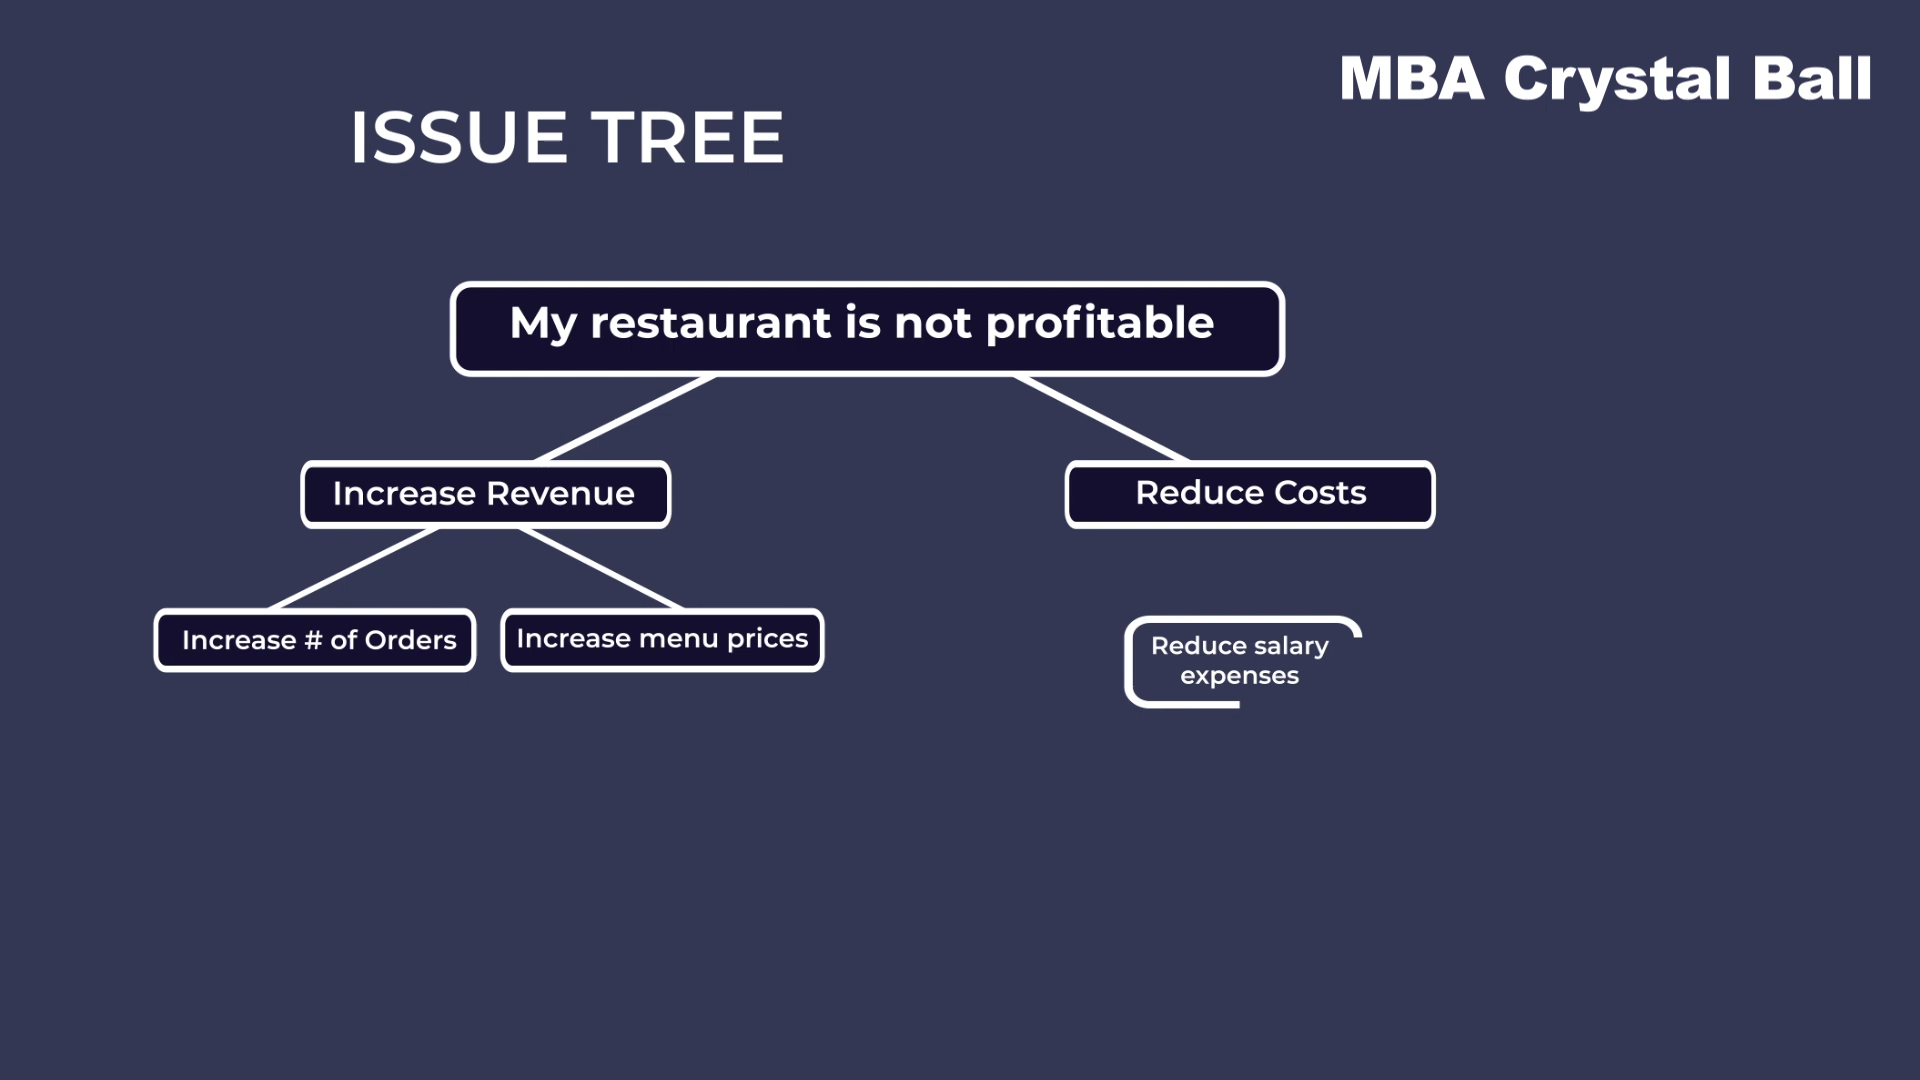 MBA Crystal Ball
ISSUE TREE
My restaurant is not profitable
Increase Revenue
Reduce Costs
Increase # of Orders
Increase menu prices
Reduce salary
expenses